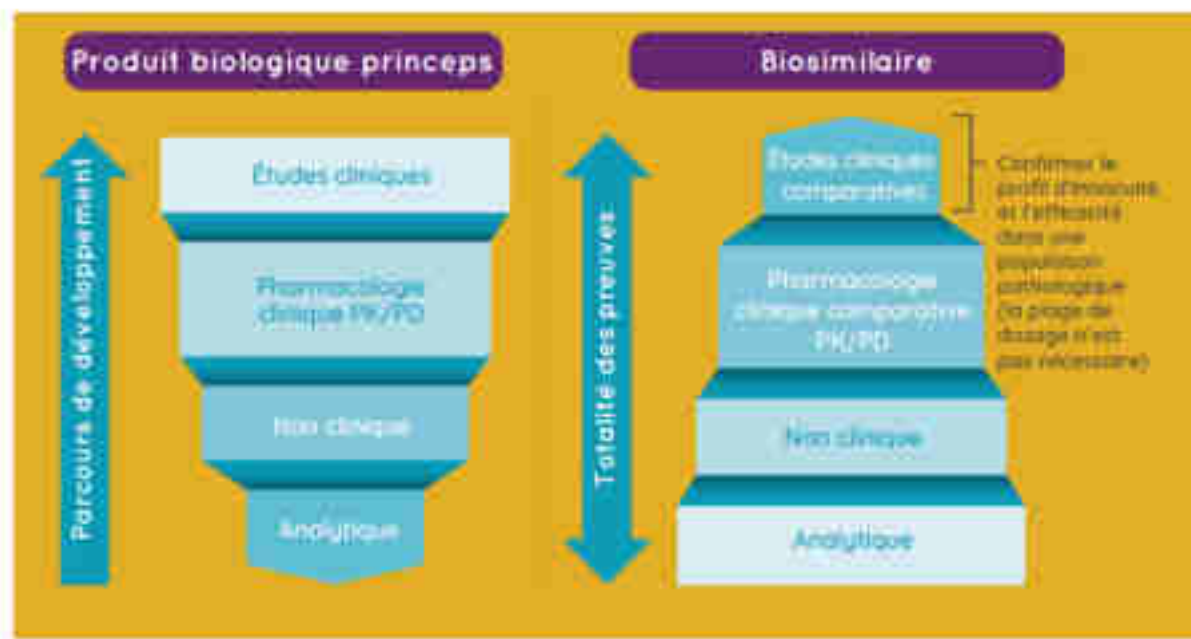 Produit biologique princeps
Parcours de développement
Études cliniques
Pharmacologie
clinique PK/PD
Non clinique
Analytique
Biosimilaire
Totalité des preuves
Études cliniques
comparatives
Pharmacologie
clinique comparative
PK/PD
Non clinique
Analytique
Confirmer le
profil d'innocuité
et l'efficacité
dans une
population
pathologique
(la plage de
dosage n'est
pas nécessaire)